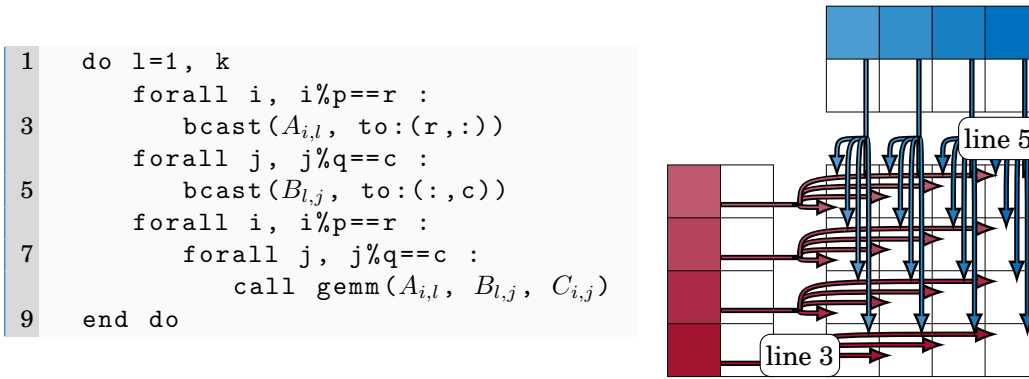 1 do l=1, k
forall i, i%p==r :
3 bcast(A_{i,l}, to:(r,:))
forall j, j%q==c :
5 bcast(B_{l,j}, to:(:,c))
forall i, i%p==r :
7 forall j, j%q==c :
call gemm(A_{i,l}, B_{l,j}, C_{i,j})
9 end do
line 5
line 3